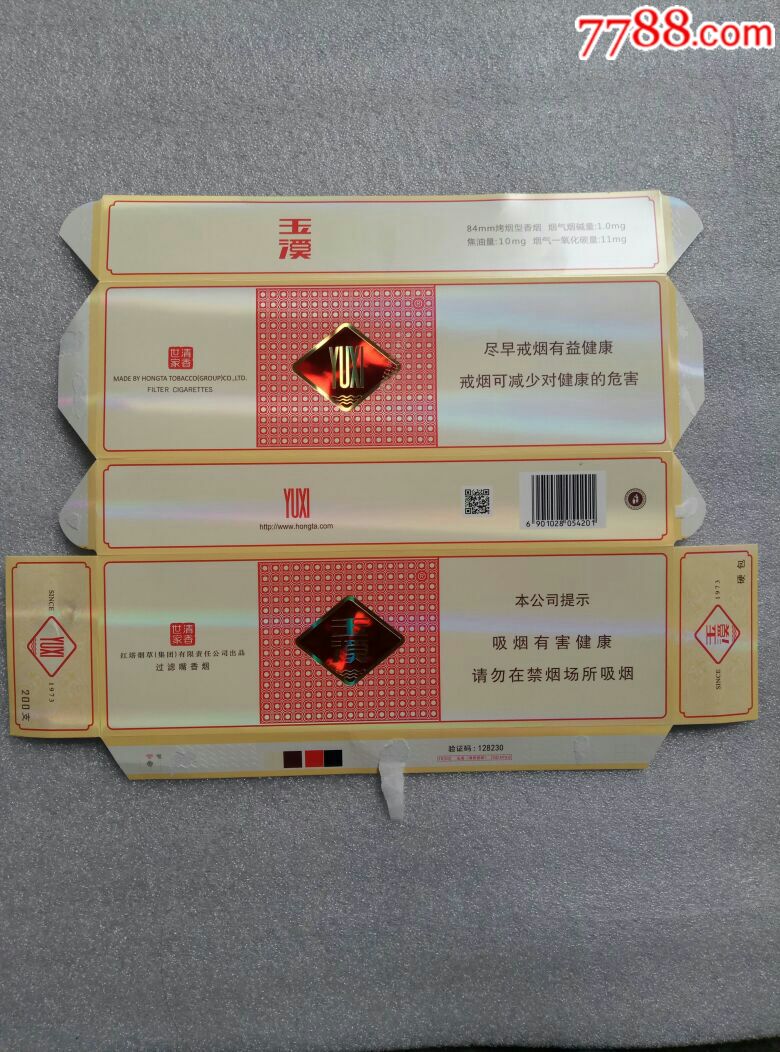 7788.com
玉
溪
84mm烤烟型香烟 烟气烟碱量:1.0mg
焦油量:10mg 烟气一氧化碳量:11mg
®
清香
世家
MADE BY HONGTA TOBACCO(GROUP)CO.,LTD.
FILTER CIGARETTES
YUXI
尽早戒烟有益健康
戒烟可减少对健康的危害
YUXI
http://www.hongta.com
6 901028 054201
SINCE
YUXI
1973
200支
®
清香
世家
红塔烟草(集团)有限责任公司出品
过滤嘴香烟
玉
溪
本公司提示
吸烟有害健康
请勿在禁烟场所吸烟
硬包
1973
SINCE
验证码:128230